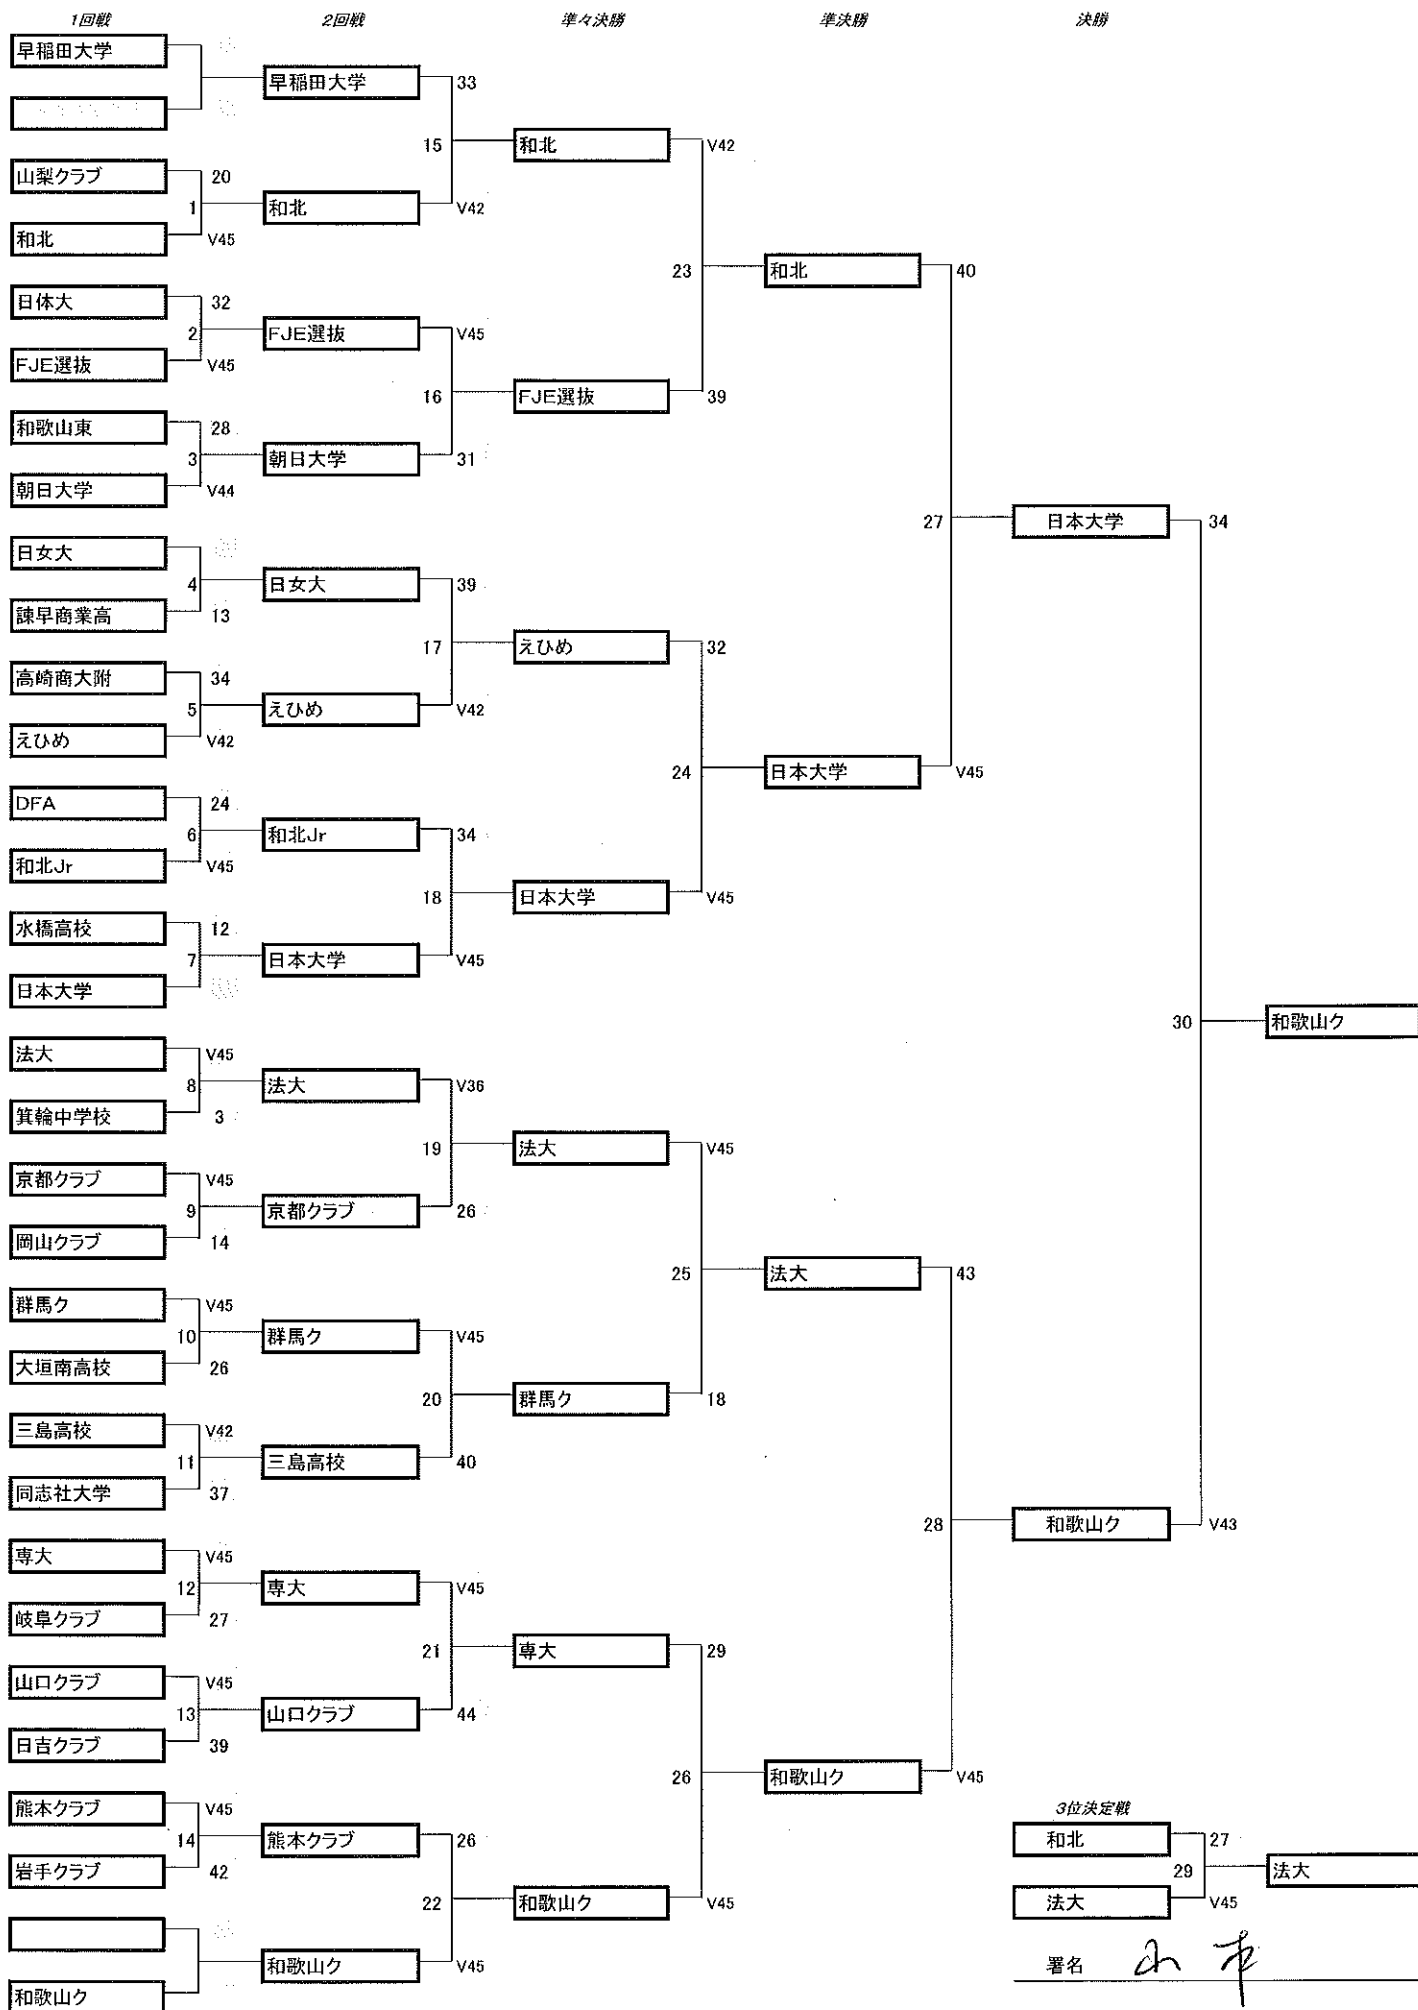 1回戦 2回戦 準々決勝 準決勝 決勝
早稲田大学
早稲田大学 33
15 和北 V42
山梨クラブ 20
1 和北 V42
和北 V45
23 和北 40
日体大 32
2 FJE選抜 V45
FJE選抜 V45
16 FJE選抜 39
和歌山東 28
3 朝日大学 31
朝日大学 V44
27 日本大学 34
日女大
4 日女大 39
諫早商業高 13
17 えひめ 32
高崎商大附 34
5 えひめ V42
えひめ V42
24 日本大学 V45
DFA 24
6 和北Jr 34
和北Jr V45
18 日本大学 V45
水橋高校 12
7 日本大学 V45
日本大学
30 和歌山ク
法大 V45
8 法大 V36
箕輪中学校 3
19 法大 V45
京都クラブ V45
9 京都クラブ 26
岡山クラブ 14
25 法大 43
群馬ク V45
10 群馬ク V45
大垣南高校 26
20 群馬ク 18
三島高校 V42
11 三島高校 40
同志社大学 37
28 和歌山ク V43
専大 V45
12 専大 V45
岐阜クラブ 27
21 専大 29
山口クラブ V45
13 山口クラブ 44
日吉クラブ 39
26 和歌山ク V45
熊本クラブ V45
14 熊本クラブ 26
岩手クラブ 42
22 和歌山ク V45
和歌山ク V45
和歌山ク
3位決定戦
和北 27
29 法大
法大 V45
署名